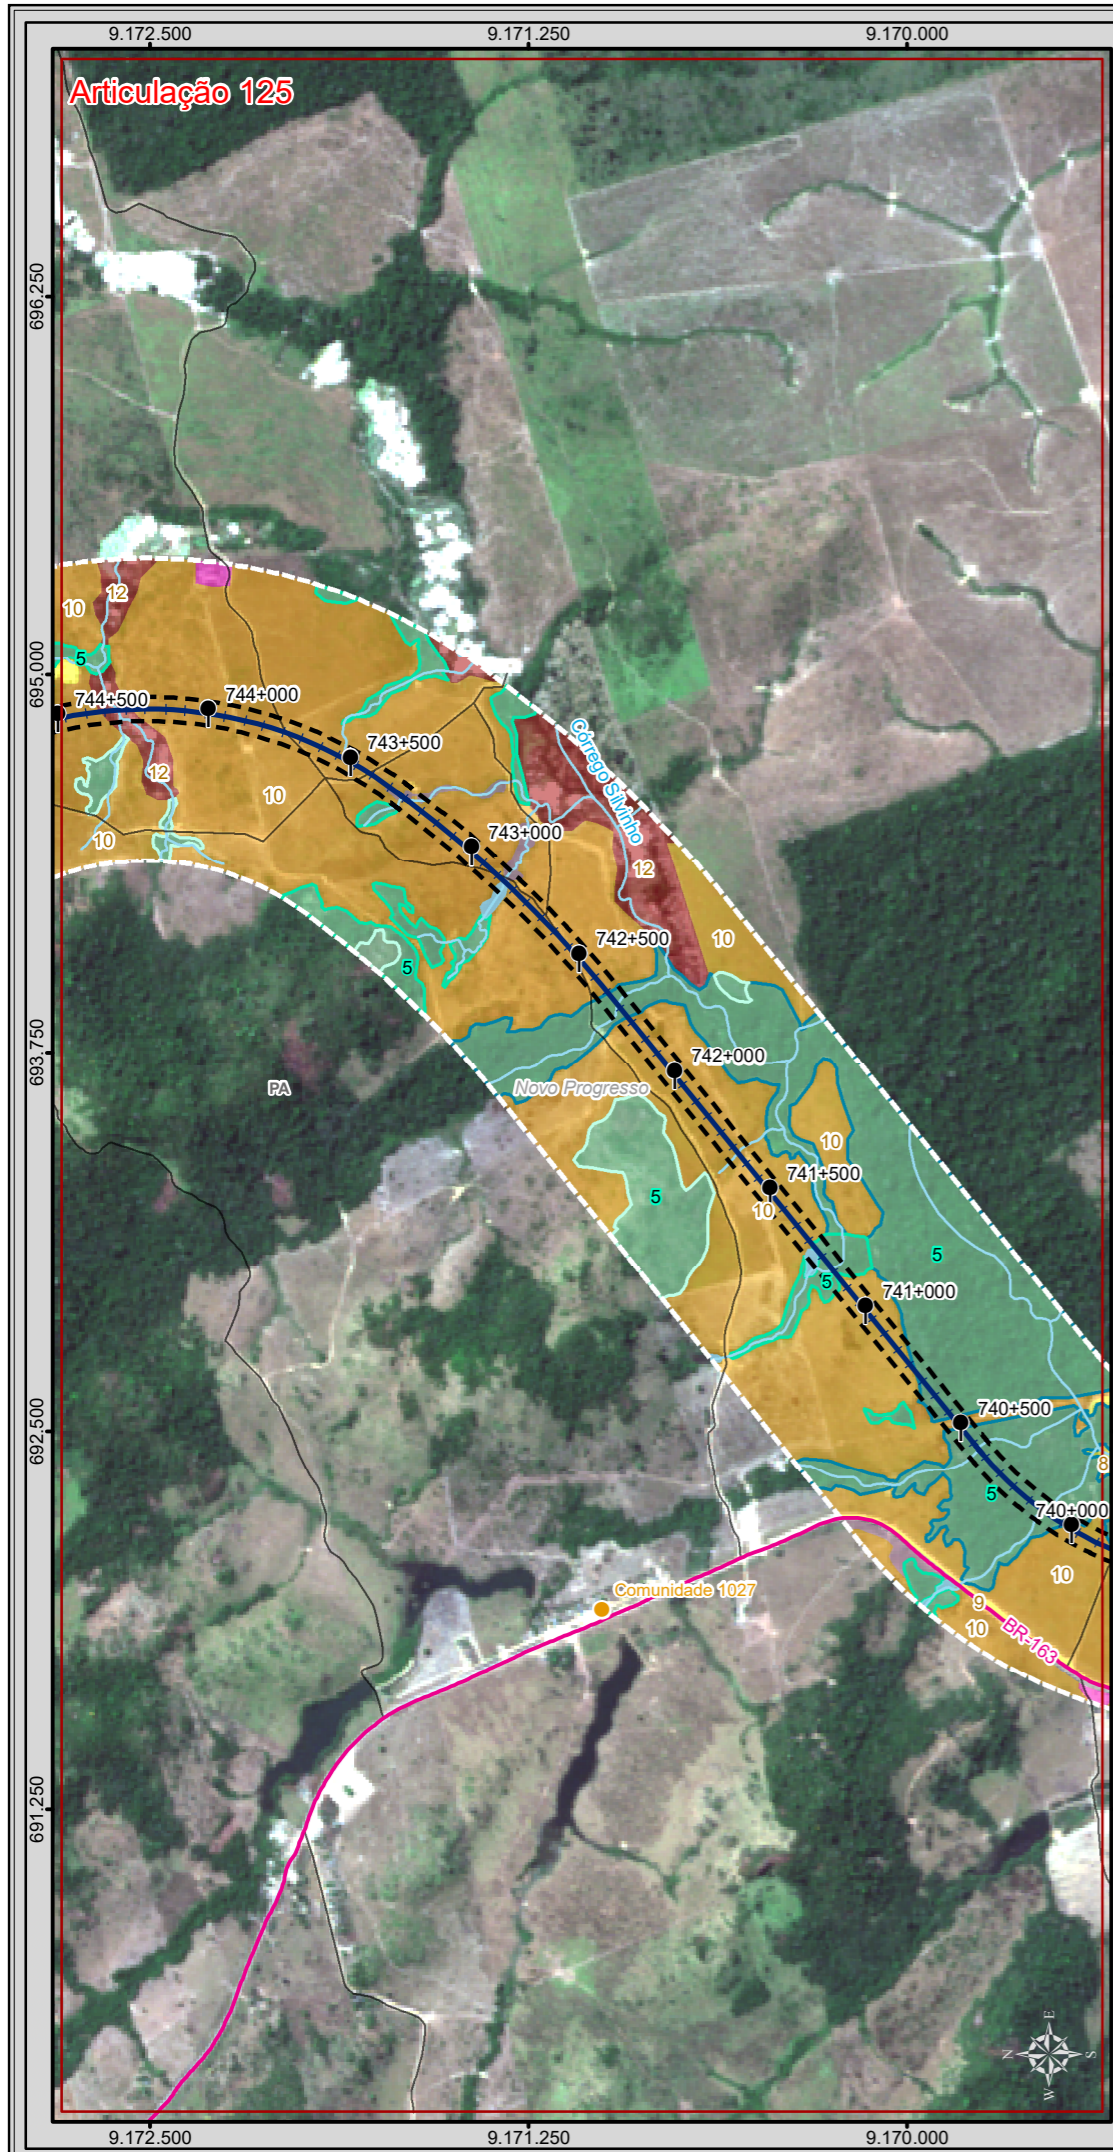 9.172.500 9.171.250 9.170.000
Articulação 125
696.250
10
12
5
695.000
744+500
744+000
743+500
Córrego Silvinho
12
10
743+000
10
12
742+500
10
5
693.750
742+000
PA
Novo Progresso
10
741+500
5
10
5
5
741+000
740+500
692.500
8
5
740+000
10
Comunidade 1027
9
10
BR-163
691.250
E
N
S
W
9.172.500 9.171.250 9.170.000